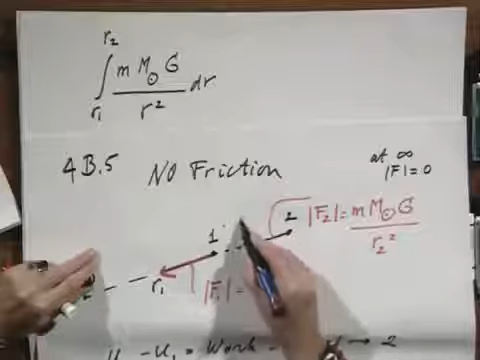 ∫ r₁ r₂ m M⊙ G / r² dr
4B.5 NO Friction
at ∞
|F|=0
2 |F₂| = m M⊙ G / r₂²
1
r₁ |F₁| =
U₁ = Work
→ 2